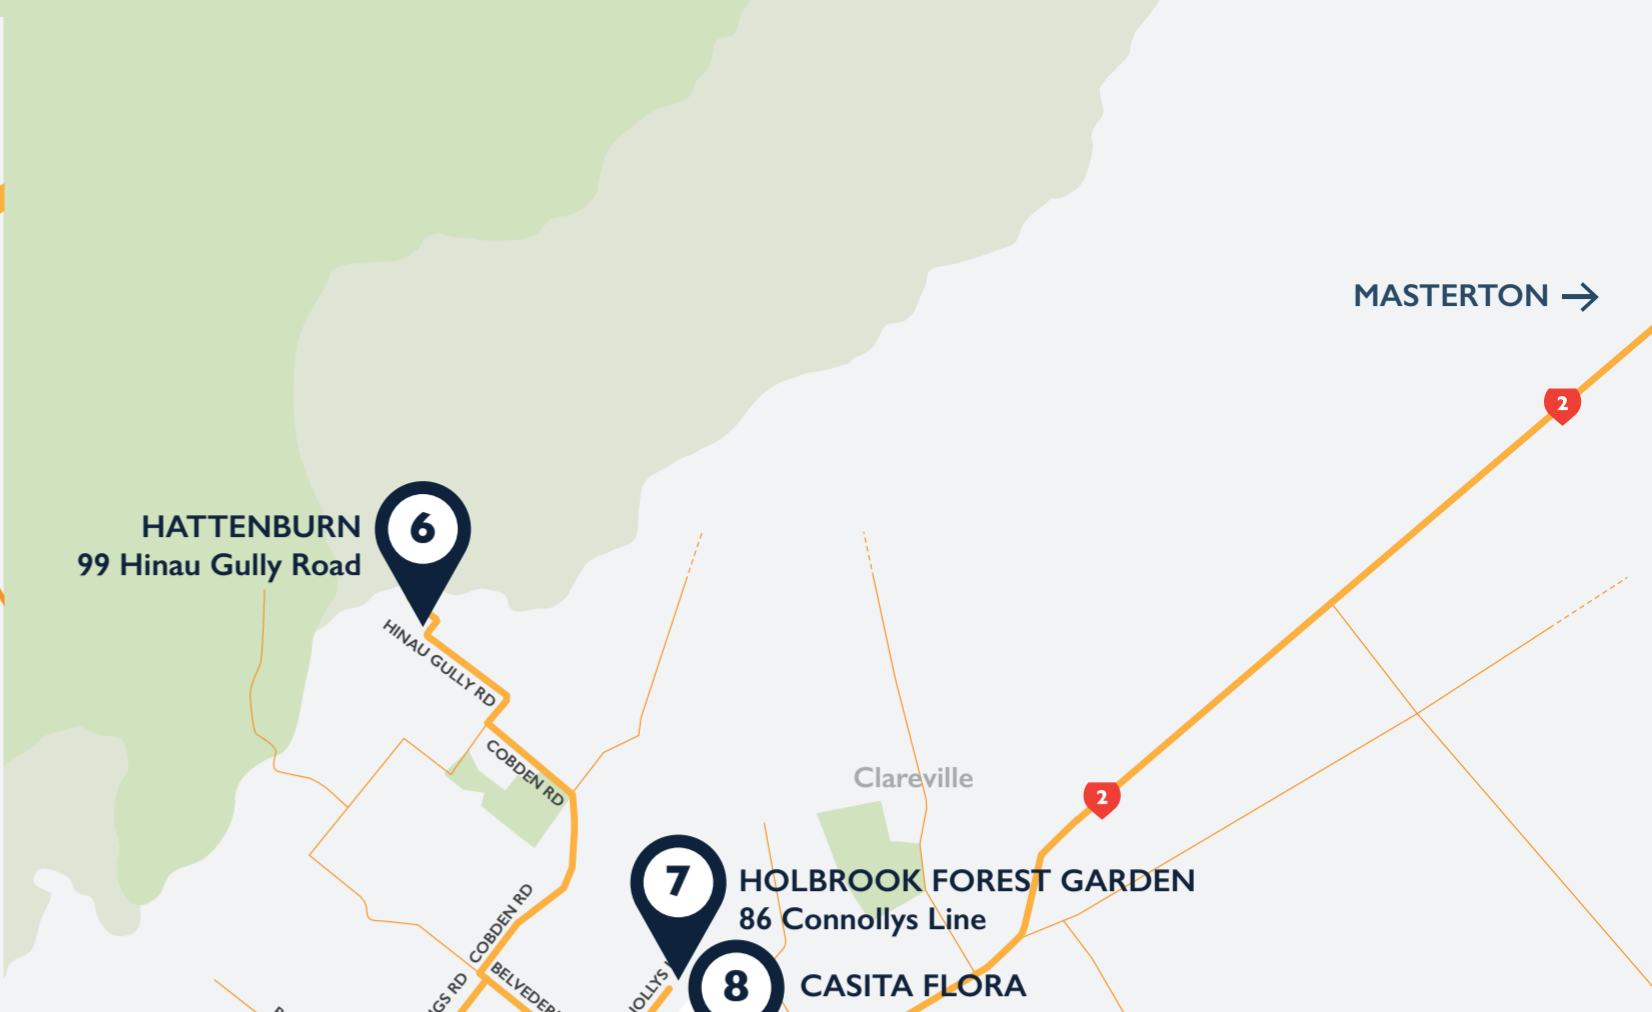 MASTERTON
2
6
HATTENBURN
99 Hinau Gully Road
HINAU GULLY RD
COBDEN RD
Clareville
2
7
HOLBROOK FOREST GARDEN
86 Connollys Line
COBDEN RD
8
CASITA FLORA